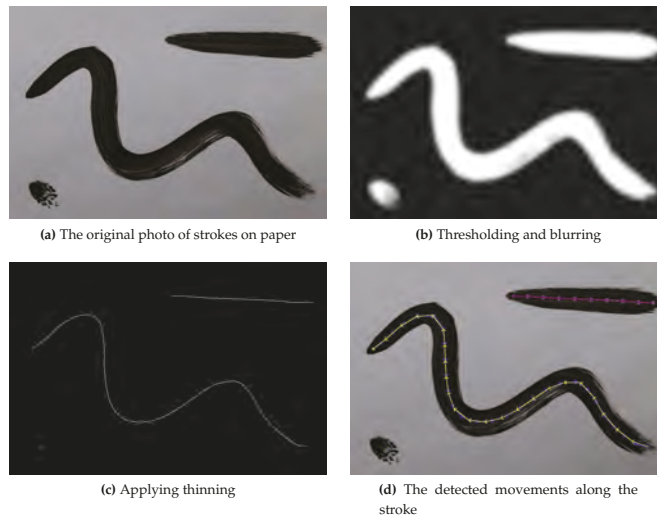 (a) The original photo of strokes on paper
(b) Thresholding and blurring
(c) Applying thinning
(d) The detected movements along the
stroke